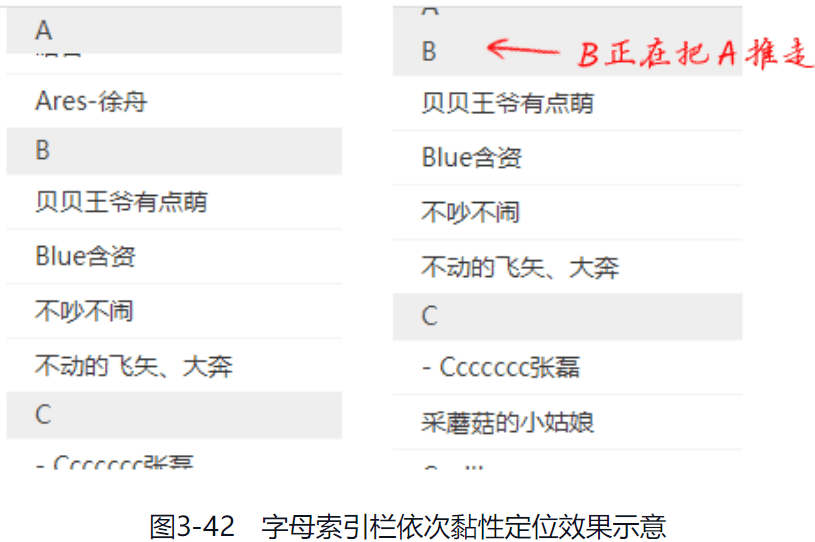 A
Ares-徐舟
B
贝贝王爷有点萌
Blue含资
不吵不闹
不动的飞矢、大奔
C
- Ccccccc张磊
A
B
B正在把A推走
贝贝王爷有点萌
Blue含资
不吵不闹
不动的飞矢、大奔
C
- Ccccccc张磊
采蘑菇的小姑娘
图3-42 字母索引栏依次黏性定位效果示意